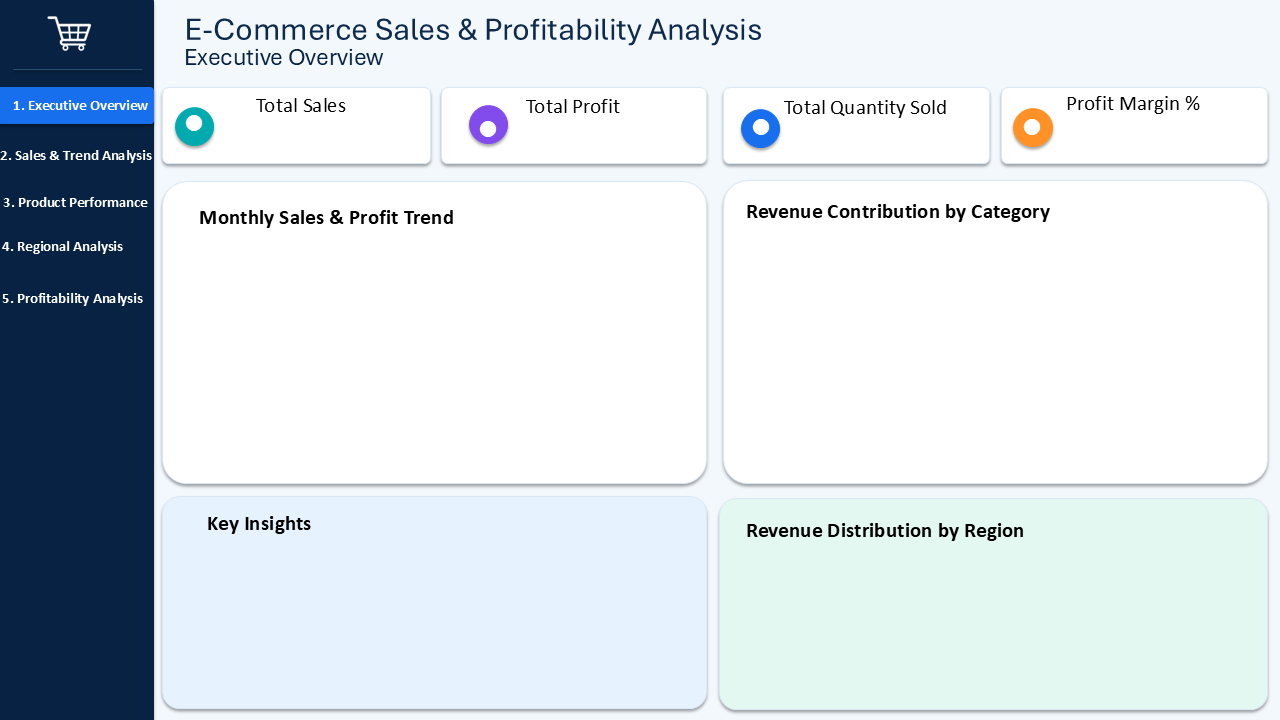 E-Commerce Sales & Profitability Analysis
Executive Overview
1. Executive Overview
2. Sales & Trend Analysis
3. Product Performance
4. Regional Analysis
5. Profitability Analysis
Total Sales
Total Profit
Total Quantity Sold
Profit Margin %
Monthly Sales & Profit Trend
Revenue Contribution by Category
Key Insights
Revenue Distribution by Region